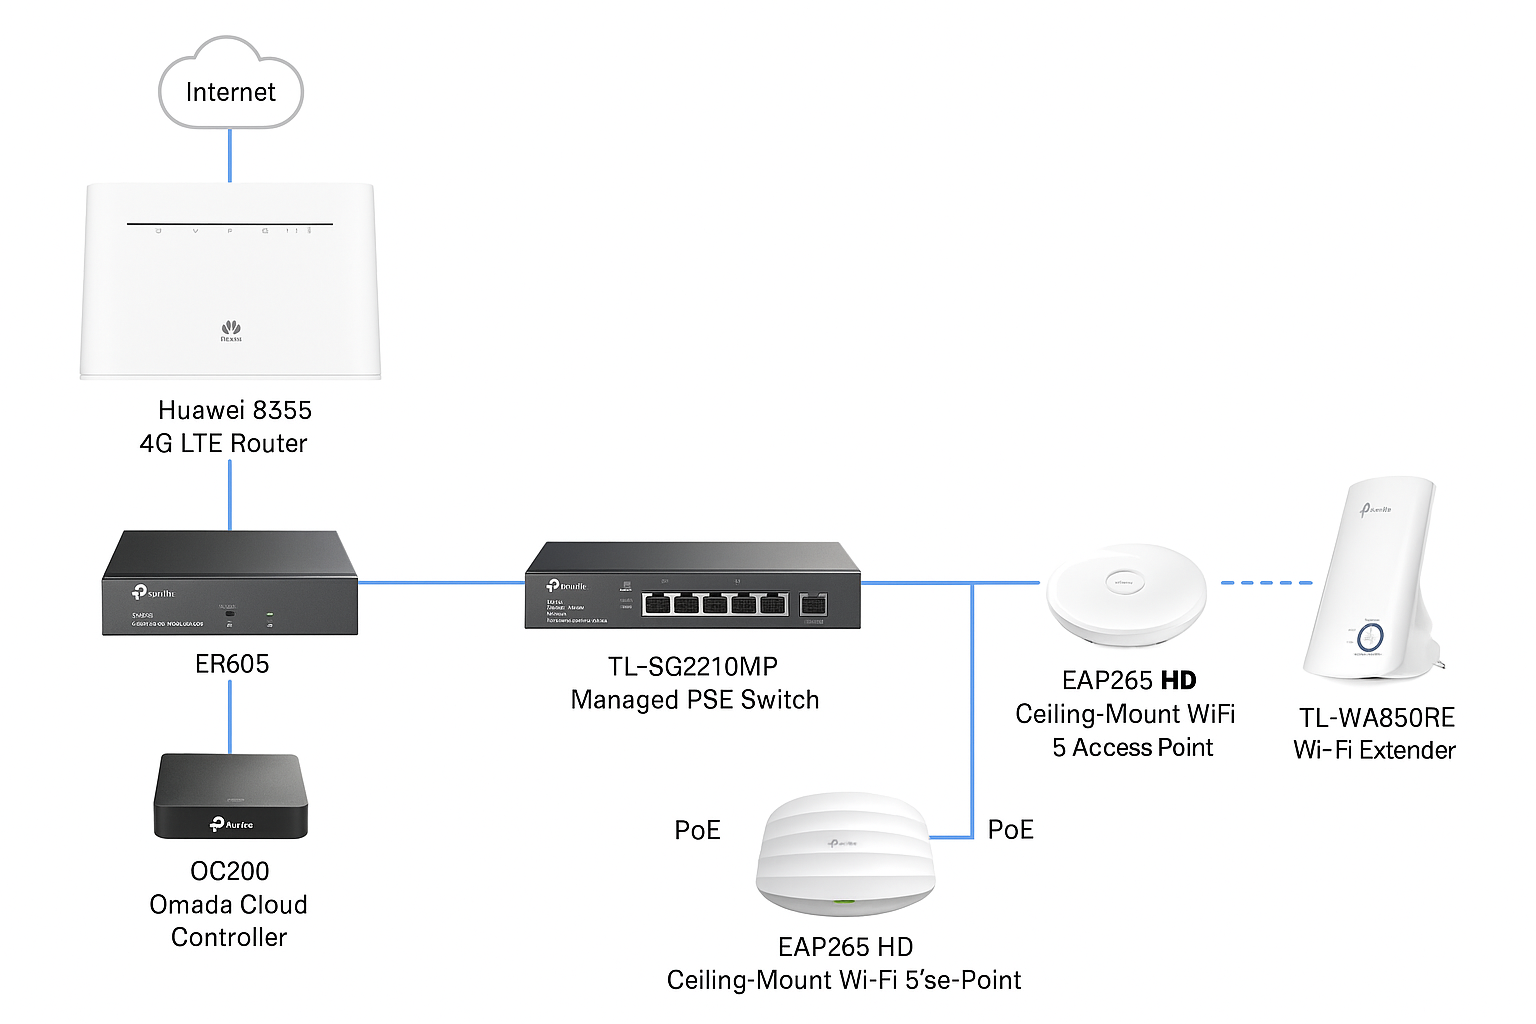 Internet
Huawei 8355
4G LTE Router
ER605
OC200
Omada Cloud
Controller
TL-SG2210MP
Managed PSE Switch
PoE
PoE
EAP265 HD
Ceiling-Mount Wi-Fi 5'se-Point
EAP265 HD
Ceiling-Mount WiFi
5 Access Point
TL-WA850RE
Wi-Fi Extender